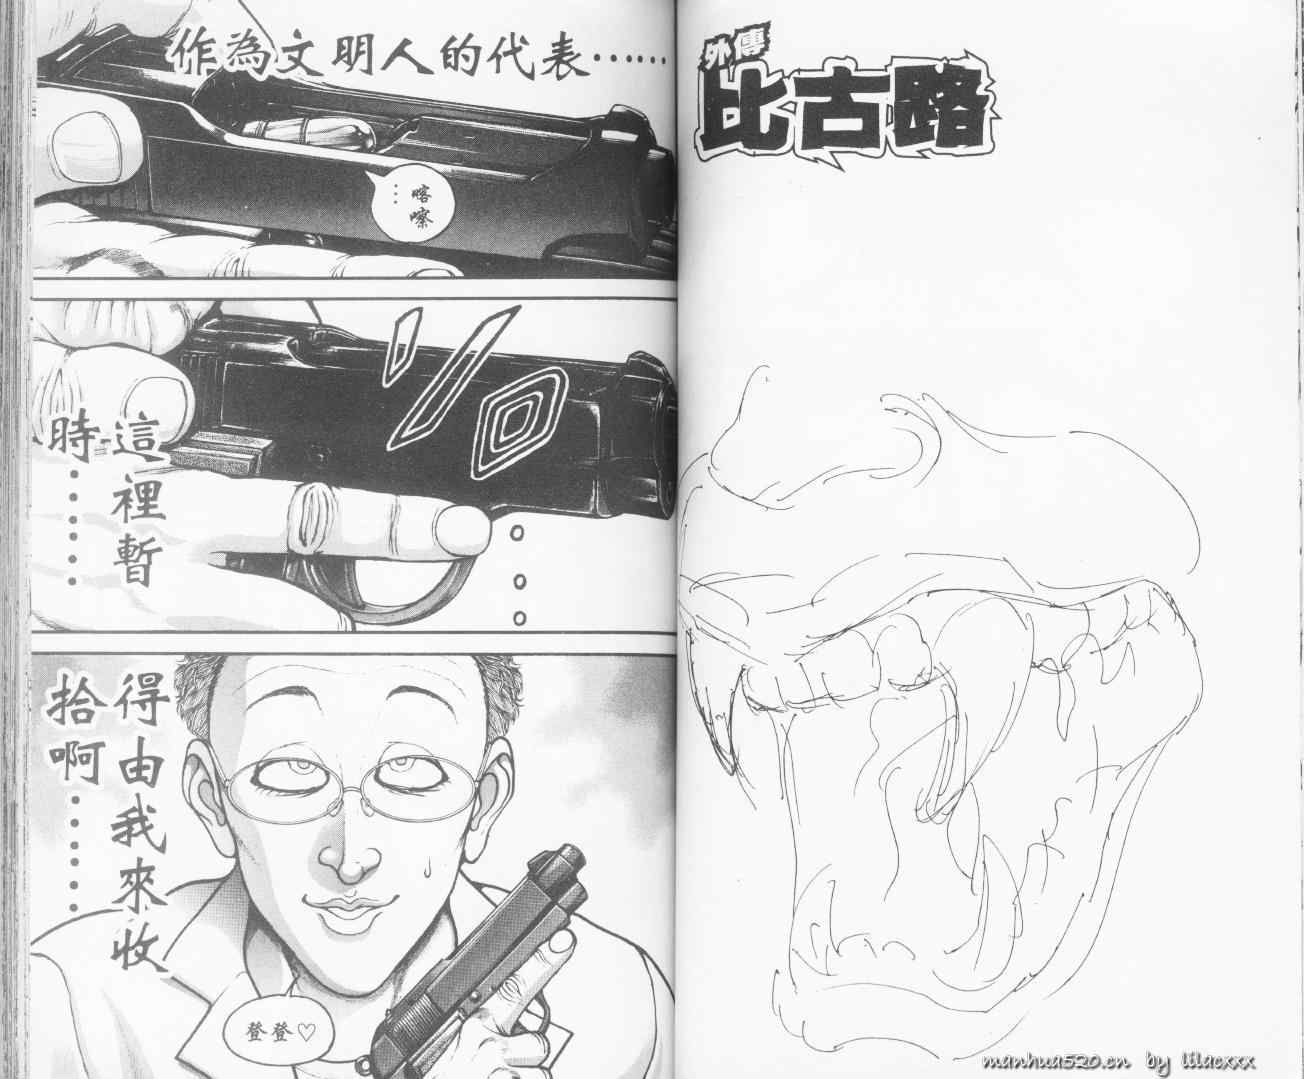 外傳
比古路
作為文明人的代表……
喀嚓
…
這裡暫
時……
得由我來收
拾啊……
登登♡
manhua520.cn by lilacxxx